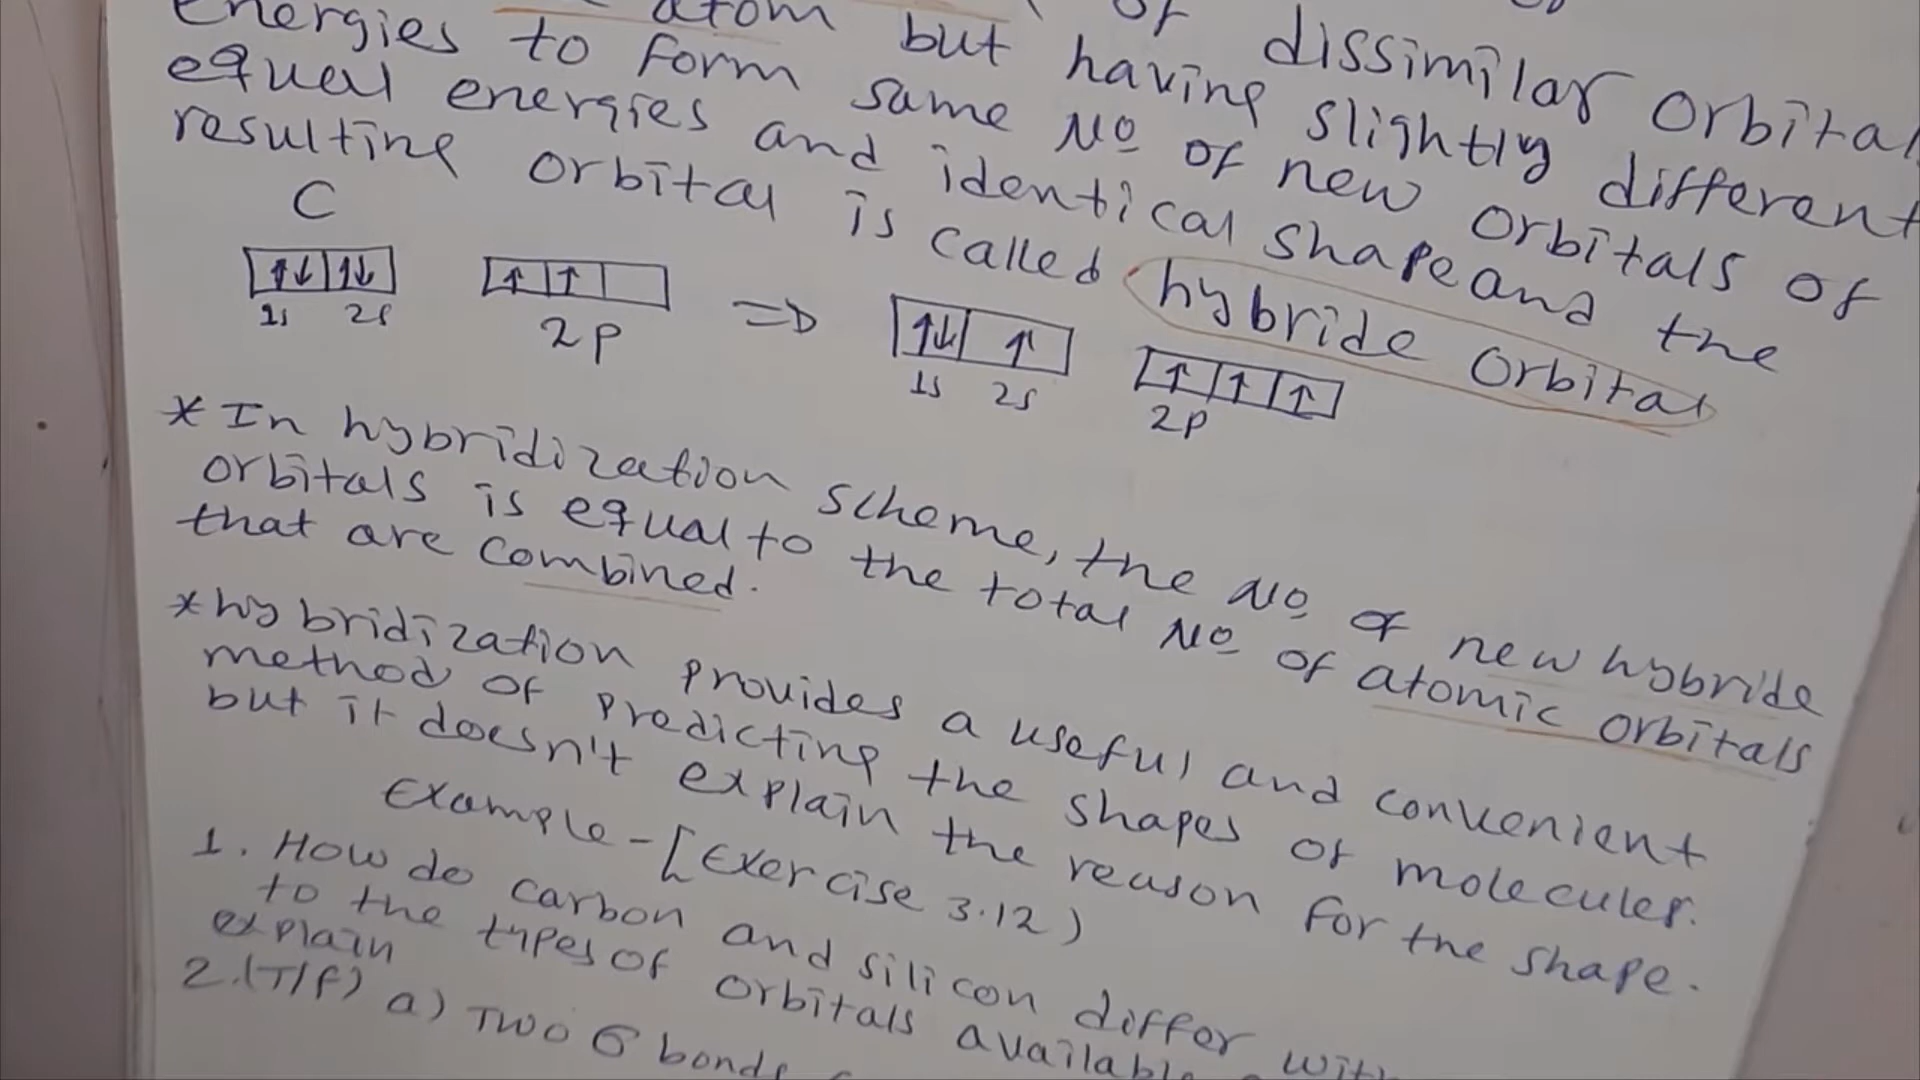 atom of dissimilar orbital
energies to form but having slightly different
equal energies same No of new orbitals of
resulting and identical shape and the
orbital is called hybride orbital
C
↑↓ ↑↓ ↑ ↑ ⇒ ↑↓ ↑ ↑ ↑ ↑
1s 2s 2p 1s 2s 2p
* In hybridization scheme, the No of new hybride
orbitals is equal to the total No of atomic orbitals
that are combined.
* hybridization provides a useful and convenient
method of predicting the shapes of molecules.
but it doesn't explain the reason for the shape.
Example - [Exercise 3.12)
1. How do carbon and silicon differ with
to the types of orbitals available
explain
2. (T/f) a) Two σ bonds